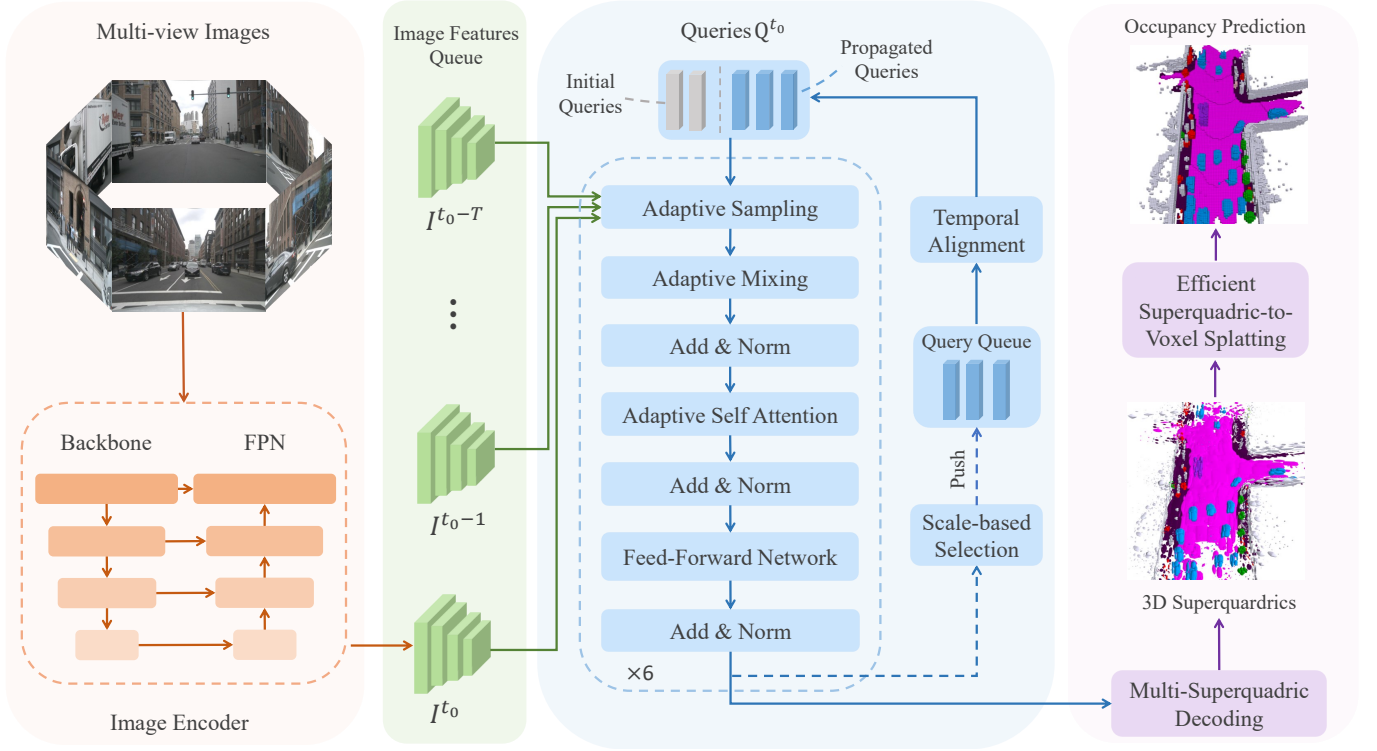 Multi-view Images
Backbone
FPN
Image Encoder
Image Features
Queue
I^{t_0-T}
⋮
I^{t_0-1}
I^{t_0}
Queries Q^{t_0}
Initial
Queries
Propagated
Queries
Adaptive Sampling
Adaptive Mixing
Add & Norm
Adaptive Self Attention
Add & Norm
Feed-Forward Network
Add & Norm
×6
Temporal
Alignment
Query Queue
Push
Scale-based
Selection
Occupancy Prediction
Efficient
Superquadric-to-
Voxel Splatting
3D Superquardrics
Multi-Superquadric
Decoding